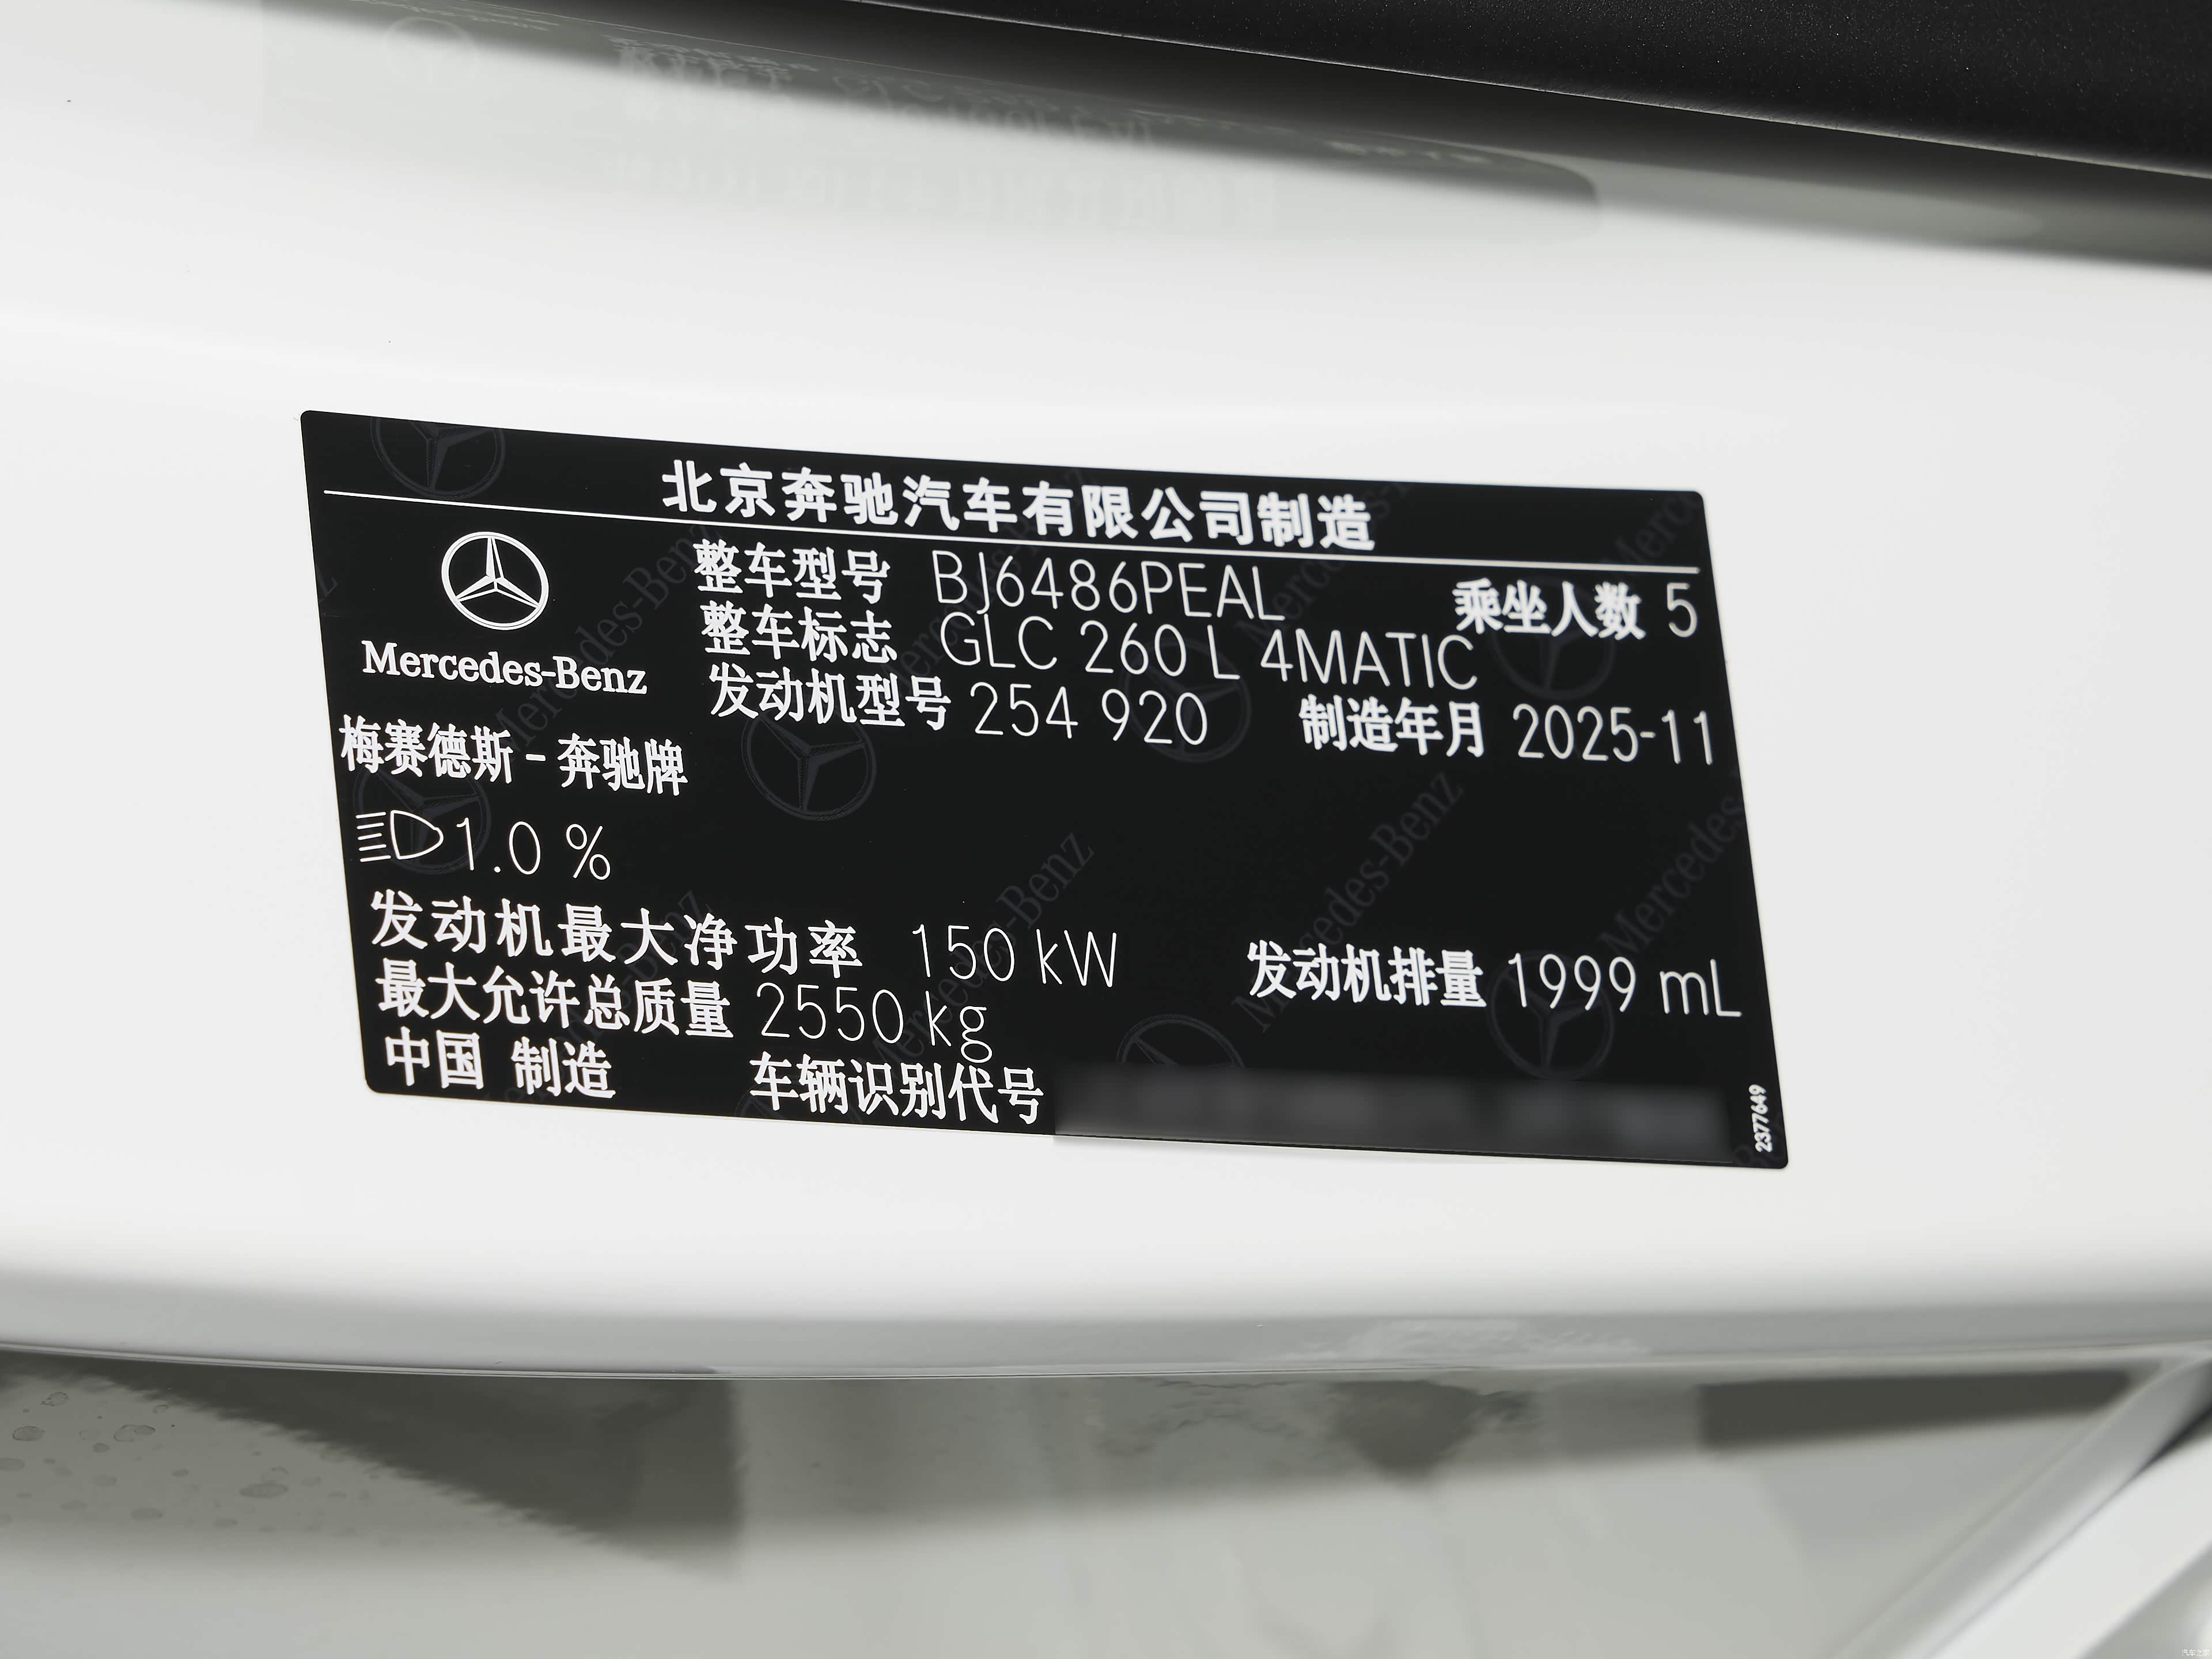 北京奔驰汽车有限公司制造
Mercedes-Benz
梅赛德斯-奔驰牌
整车型号 BJ6486PEAL 乘坐人数 5
整车标志 GLC 260 L 4MATIC
发动机型号 254 920 制造年月 2025-11
1.0 %
发动机最大净功率 150 kW 发动机排量 1999 mL
最大允许总质量 2550 kg
中国 制造 车辆识别代号
2377649
汽车之家